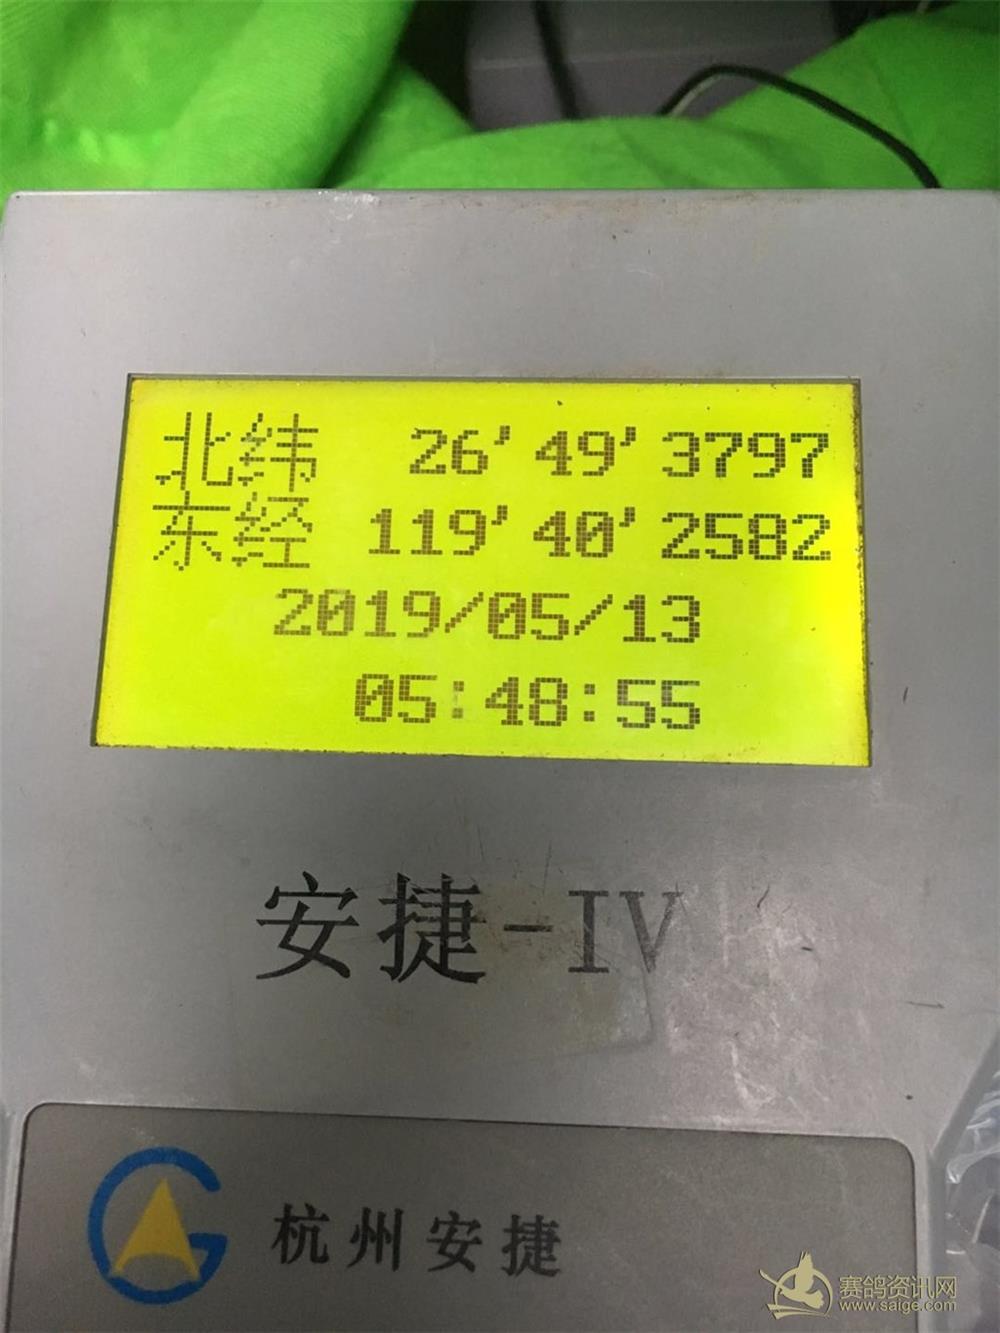 北纬 26'49'3797
东经 119'40'2582
2019/05/13
05:48:55
安捷-IV
杭州安捷
赛鸽资讯网
www.saige.com